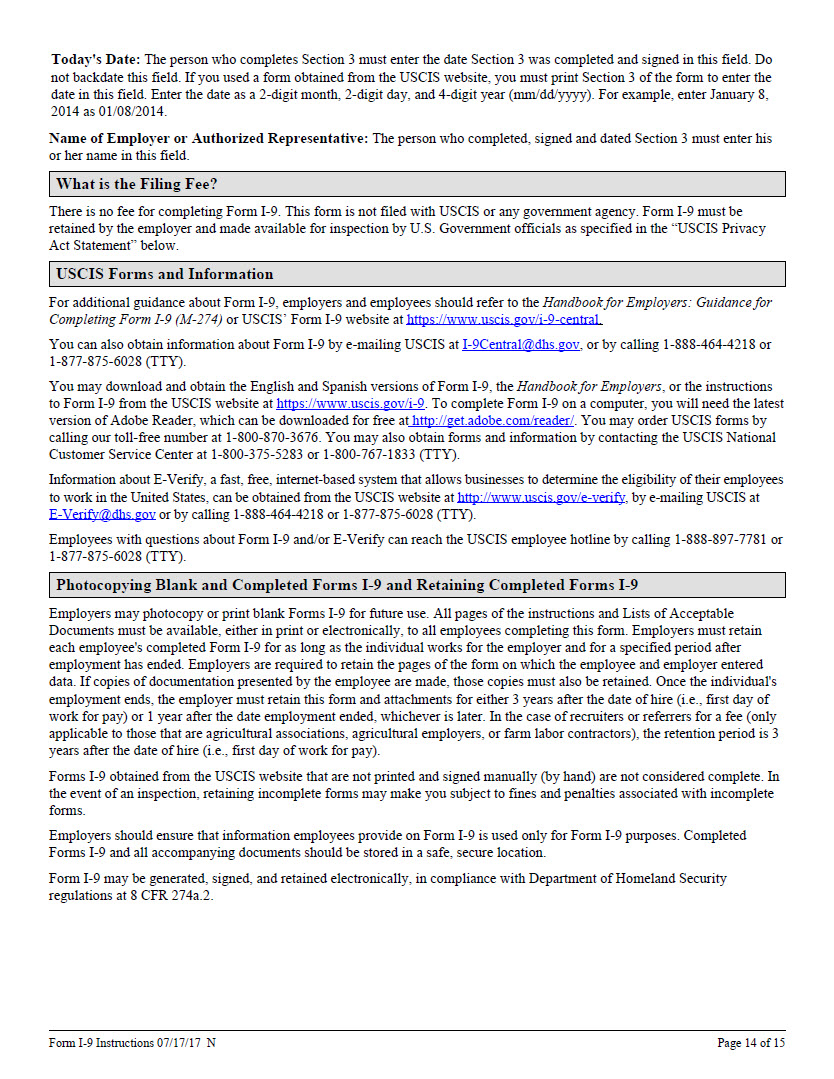 Today's Date: The person who completes Section 3 must enter the date Section 3 was completed and signed in this field. Do
not backdate this field. If you used a form obtained from the USCIS website, you must print Section 3 of the form to enter the
date in this field. Enter the date as a 2-digit month, 2-digit day, and 4-digit year (mm/dd/yyyy). For example, enter January 8,
2014 as 01/08/2014.
Name of Employer or Authorized Representative: The person who completed, signed and dated Section 3 must enter his
or her name in this field.
What is the Filing Fee?
There is no fee for completing Form I-9. This form is not filed with USCIS or any government agency. Form I-9 must be
retained by the employer and made available for inspection by U.S. Government officials as specified in the “USCIS Privacy
Act Statement” below.
USCIS Forms and Information
For additional guidance about Form I-9, employers and employees should refer to the Handbook for Employers: Guidance for
Completing Form I-9 (M-274) or USCIS’ Form I-9 website at https://www.uscis.gov/i-9-central.
You can also obtain information about Form I-9 by e-mailing USCIS at I-9Central@dhs.gov, or by calling 1-888-464-4218 or
1-877-875-6028 (TTY).
You may download and obtain the English and Spanish versions of Form I-9, the Handbook for Employers, or the instructions
to Form I-9 from the USCIS website at https://www.uscis.gov/i-9. To complete Form I-9 on a computer, you will need the latest
version of Adobe Reader, which can be downloaded for free at http://get.adobe.com/reader/. You may order USCIS forms by
calling our toll-free number at 1-800-870-3676. You may also obtain forms and information by contacting the USCIS National
Customer Service Center at 1-800-375-5283 or 1-800-767-1833 (TTY).
Information about E-Verify, a fast, free, internet-based system that allows businesses to determine the eligibility of their employees
to work in the United States, can be obtained from the USCIS website at http://www.uscis.gov/e-verify, by e-mailing USCIS at
E-Verify@dhs.gov or by calling 1-888-464-4218 or 1-877-875-6028 (TTY).
Employees with questions about Form I-9 and/or E-Verify can reach the USCIS employee hotline by calling 1-888-897-7781 or
1-877-875-6028 (TTY).
Photocopying Blank and Completed Forms I-9 and Retaining Completed Forms I-9
Employers may photocopy or print blank Forms I-9 for future use. All pages of the instructions and Lists of Acceptable
Documents must be available, either in print or electronically, to all employees completing this form. Employers must retain
each employee's completed Form I-9 for as long as the individual works for the employer and for a specified period after
employment has ended. Employers are required to retain the pages of the form on which the employee and employer entered
data. If copies of documentation presented by the employee are made, those copies must also be retained. Once the individual's
employment ends, the employer must retain this form and attachments for either 3 years after the date of hire (i.e., first day of
work for pay) or 1 year after the date employment ended, whichever is later. In the case of recruiters or referrers for a fee (only
applicable to those that are agricultural associations, agricultural employers, or farm labor contractors), the retention period is 3
years after the date of hire (i.e., first day of work for pay).
Forms I-9 obtained from the USCIS website that are not printed and signed manually (by hand) are not considered complete. In
the event of an inspection, retaining incomplete forms may make you subject to fines and penalties associated with incomplete
forms.
Employers should ensure that information employees provide on Form I-9 is used only for Form I-9 purposes. Completed
Forms I-9 and all accompanying documents should be stored in a safe, secure location.
Form I-9 may be generated, signed, and retained electronically, in compliance with Department of Homeland Security
regulations at 8 CFR 274a.2.
Form I-9 Instructions 07/17/17 N
Page 14 of 15